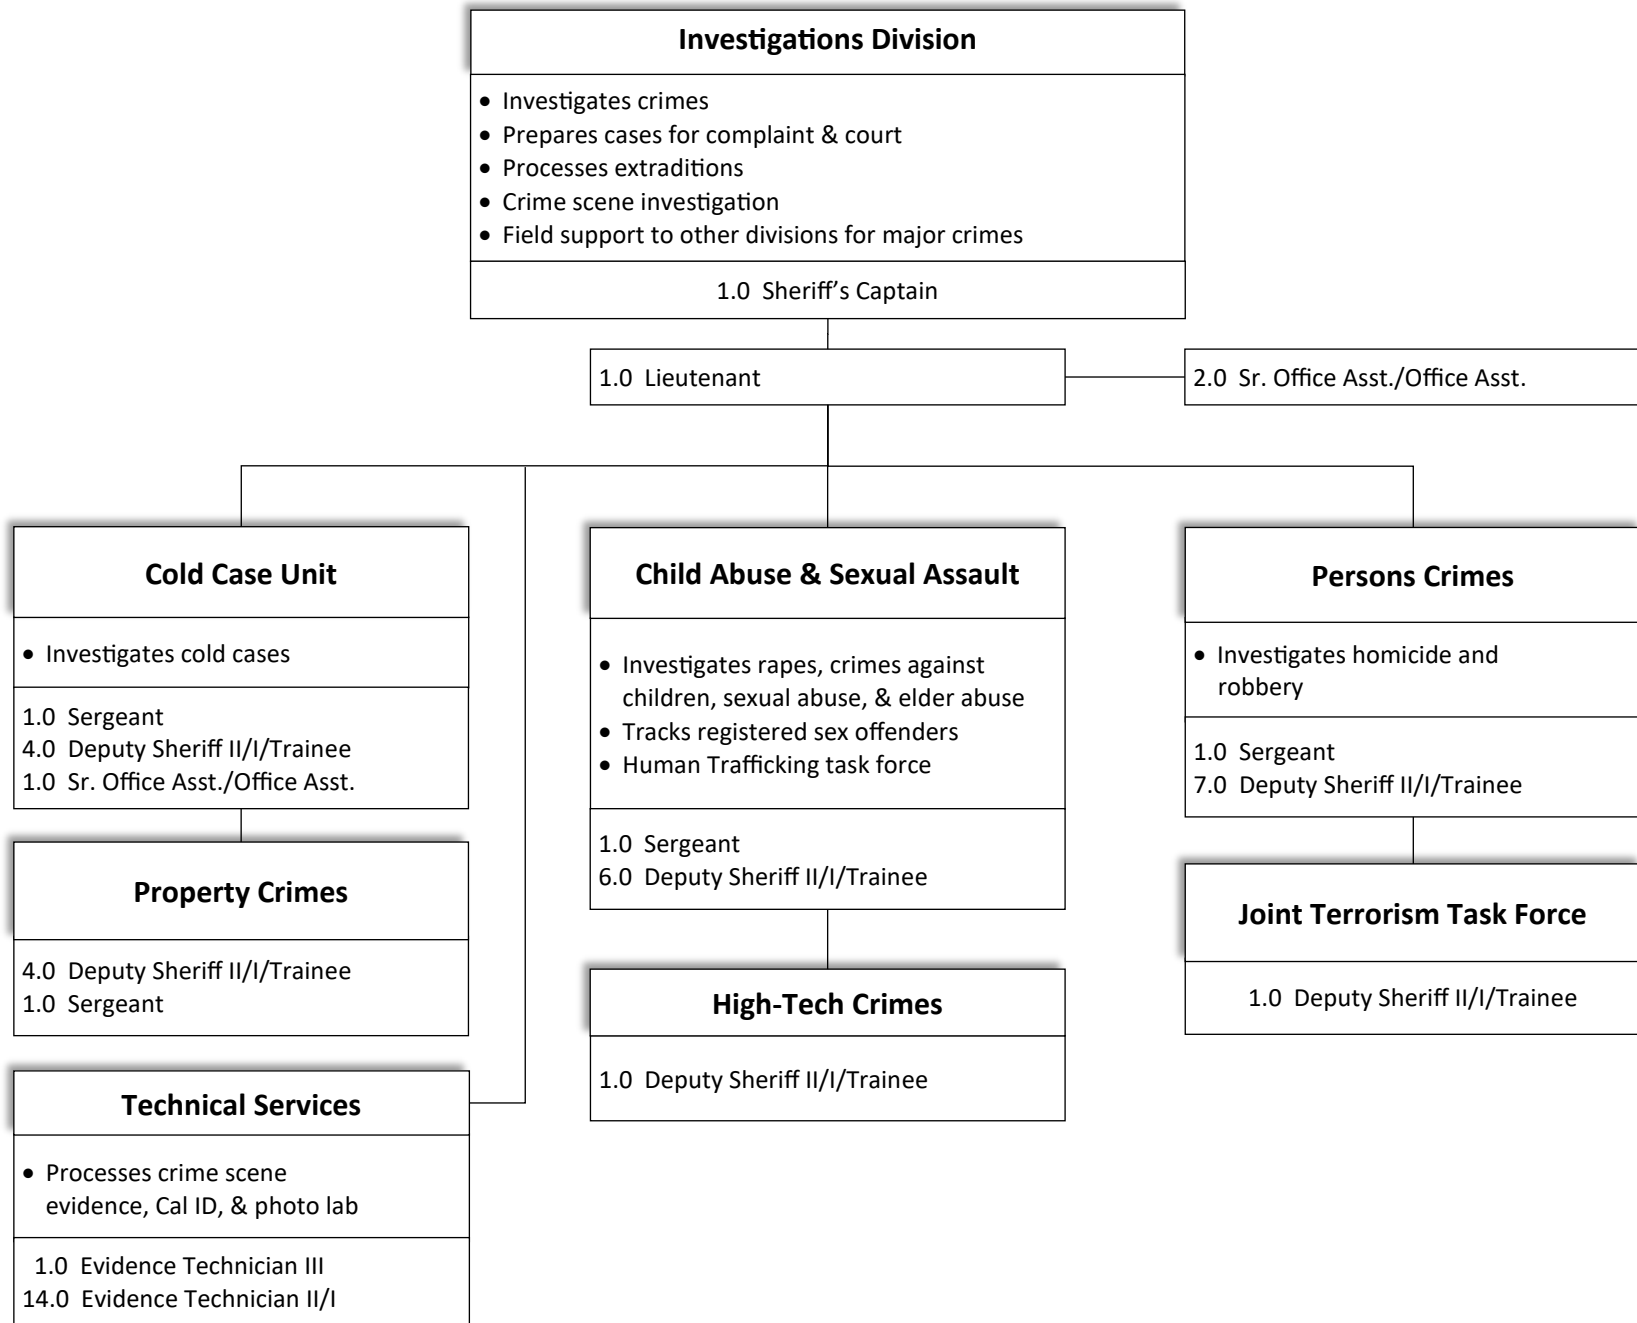 Investigations Division
• Investigates crimes
• Prepares cases for complaint & court
• Processes extraditions
• Crime scene investigation
• Field support to other divisions for major crimes
1.0 Sheriff’s Captain
1.0 Lieutenant
2.0 Sr. Office Asst./Office Asst.
Cold Case Unit
• Investigates cold cases
1.0 Sergeant
4.0 Deputy Sheriff II/I/Trainee
1.0 Sr. Office Asst./Office Asst.
Property Crimes
4.0 Deputy Sheriff II/I/Trainee
1.0 Sergeant
Technical Services
• Processes crime scene
evidence, Cal ID, & photo lab
1.0 Evidence Technician III
14.0 Evidence Technician II/I
Child Abuse & Sexual Assault
• Investigates rapes, crimes against
children, sexual abuse, & elder abuse
• Tracks registered sex offenders
• Human Trafficking task force
1.0 Sergeant
6.0 Deputy Sheriff II/I/Trainee
High-Tech Crimes
1.0 Deputy Sheriff II/I/Trainee
Persons Crimes
• Investigates homicide and
robbery
1.0 Sergeant
7.0 Deputy Sheriff II/I/Trainee
Joint Terrorism Task Force
1.0 Deputy Sheriff II/I/Trainee